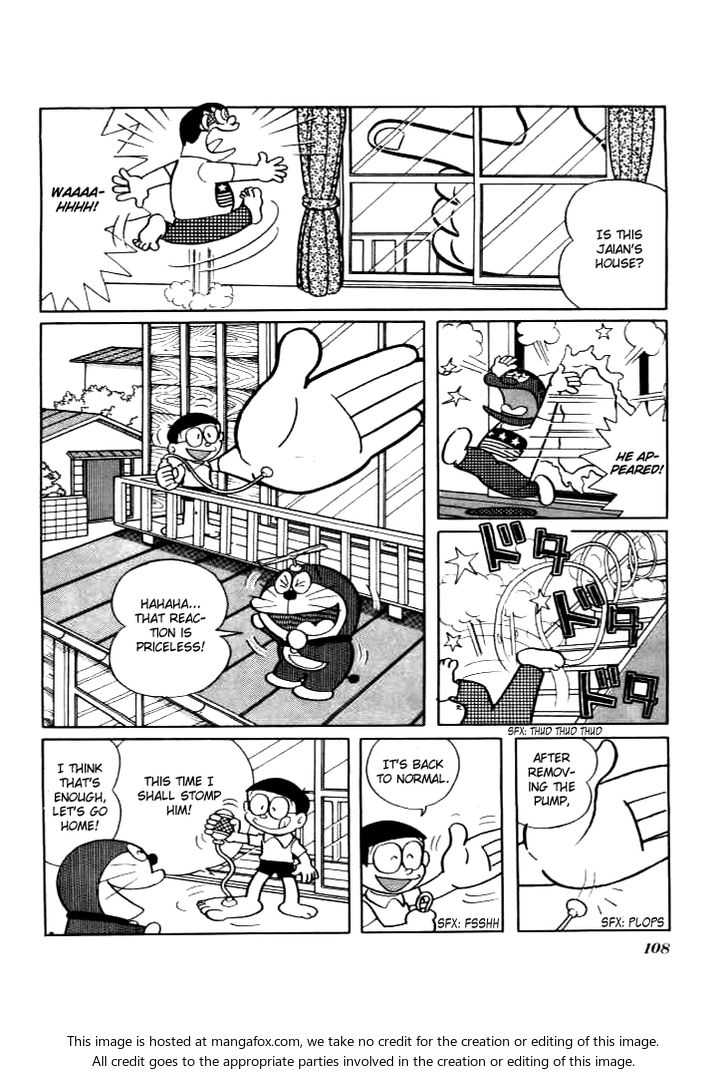 IS THIS
JAIAN'S
HOUSE?
WAAAA-
HHHH!
HE AP-
PEARED!
ドタ
ドタ
ドタ
SFX: THUD THUD THUD
HAHAHA...
THAT REAC-
TION IS
PRICELESS!
AFTER
REMOV-
ING THE
PUMP,
SFX: PLOPS
IT'S BACK
TO NORMAL.
SFX: FSSHH
THIS TIME I
SHALL STOMP
HIM!
I THINK
THAT'S
ENOUGH,
LET'S GO
HOME!
108
This image is hosted at mangafox.com, we take no credit for the creation or editing of this image.
All credit goes to the appropriate parties involved in the creation or editing of this image.